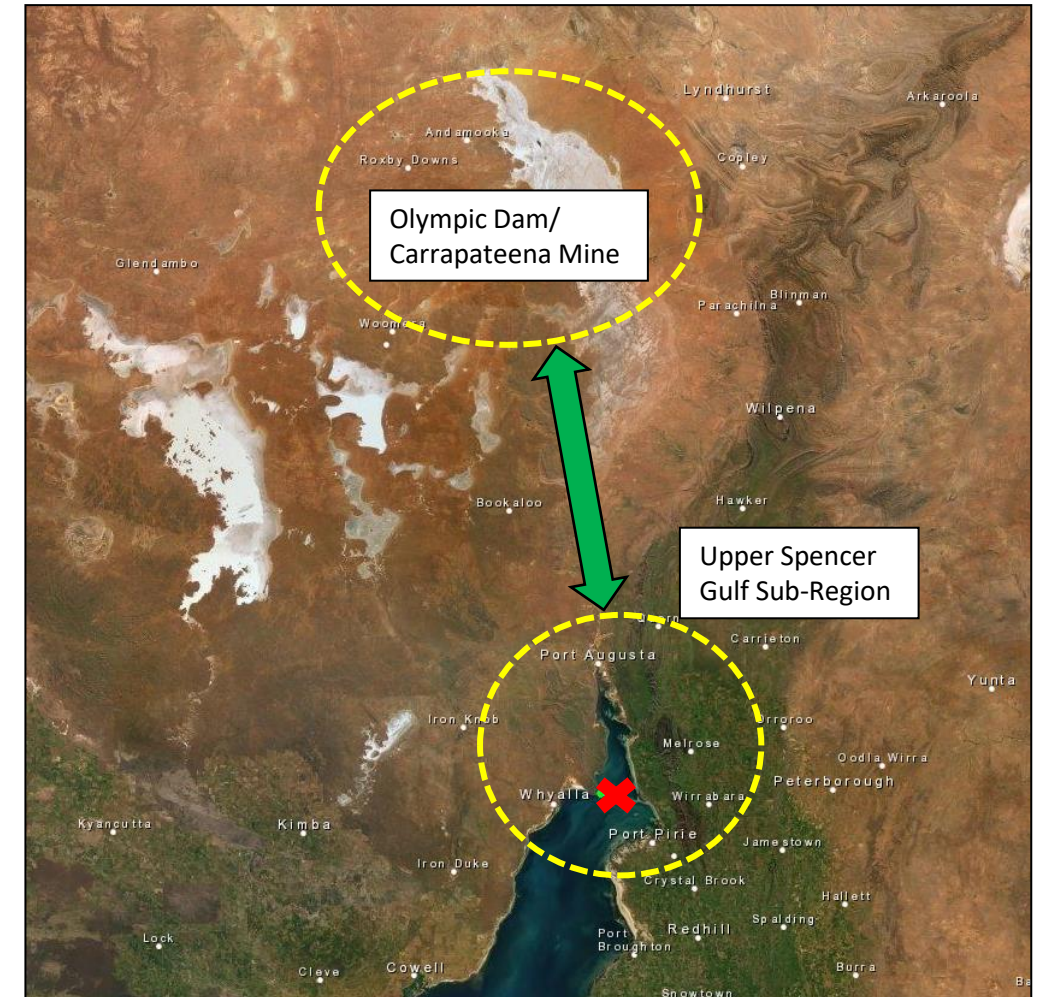 Lyndhurst
Arkaroola
Andamooka
Roxby Downs
Copley
Olympic Dam/
Carrapateena Mine
Glendambo
Blinman
Parachilna
Woomera
Wilpena
Hawker
Bookaloo
Upper Spencer
Gulf Sub-Region
Carrieton
Port Augusta
Yunta
Iron Knob
Orroroo
Melrose
Oodla Wirra
Peterborough
Whyalla
Wirrabara
Kyancutta
Kimba
Port Pirie
Jamestown
Iron Duke
Crystal Brook
Hallett
Spalding
Redhill
Port
Broughton
Lock
Cleve
Cowell
Burra
Snowtown